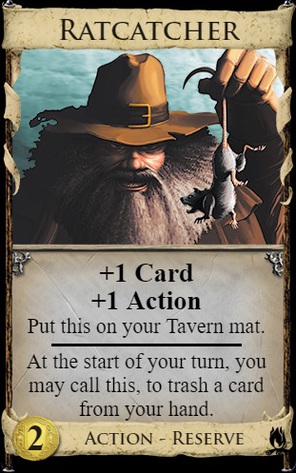 RATCATCHER
+1 Card
+1 Action
Put this on your Tavern mat.
At the start of your turn, you
may call this, to trash a card
from your hand.
2
ACTION - RESERVE